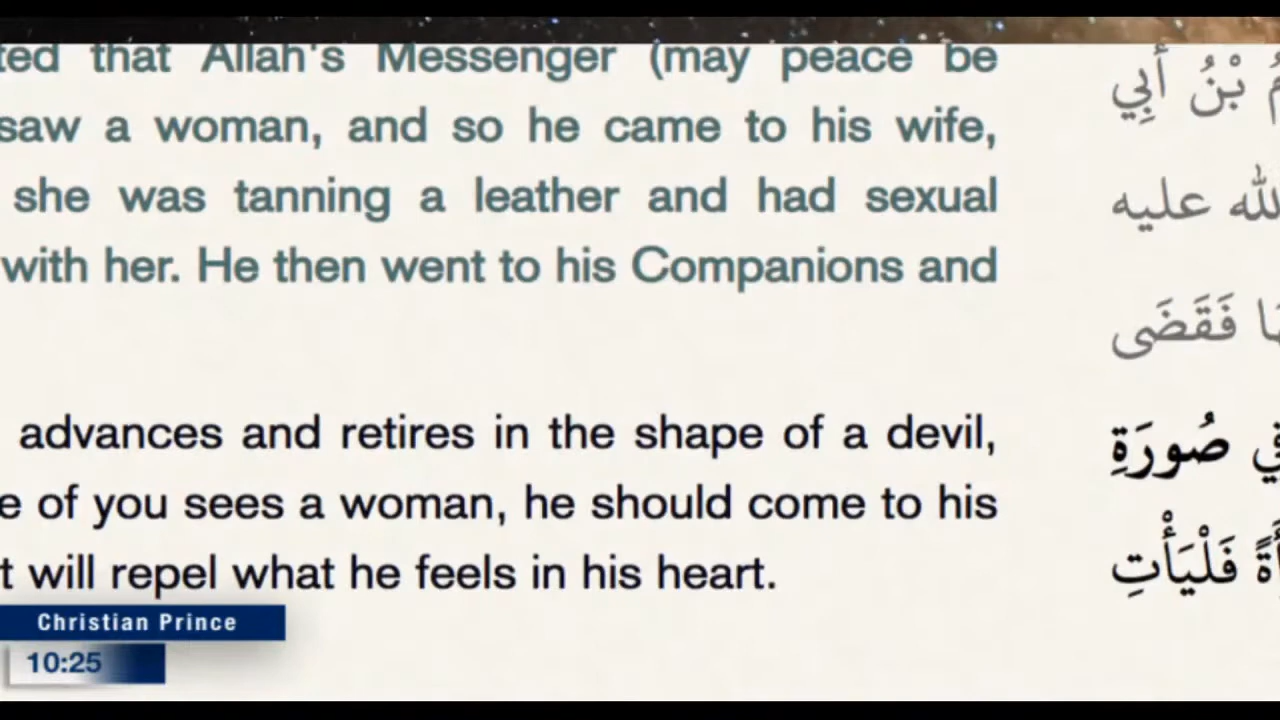 that Allah's Messenger (may peace be
saw a woman, and so he came to his wife,
she was tanning a leather and had sexual
with her. He then went to his Companions and
advances and retires in the shape of a devil,
of you sees a woman, he should come to his
will repel what he feels in his heart.
بْنُ أَبِي
الله عليه
فَقَضَى
صُورَةِ
فَلْيَأْتِ
Christian Prince
10:25